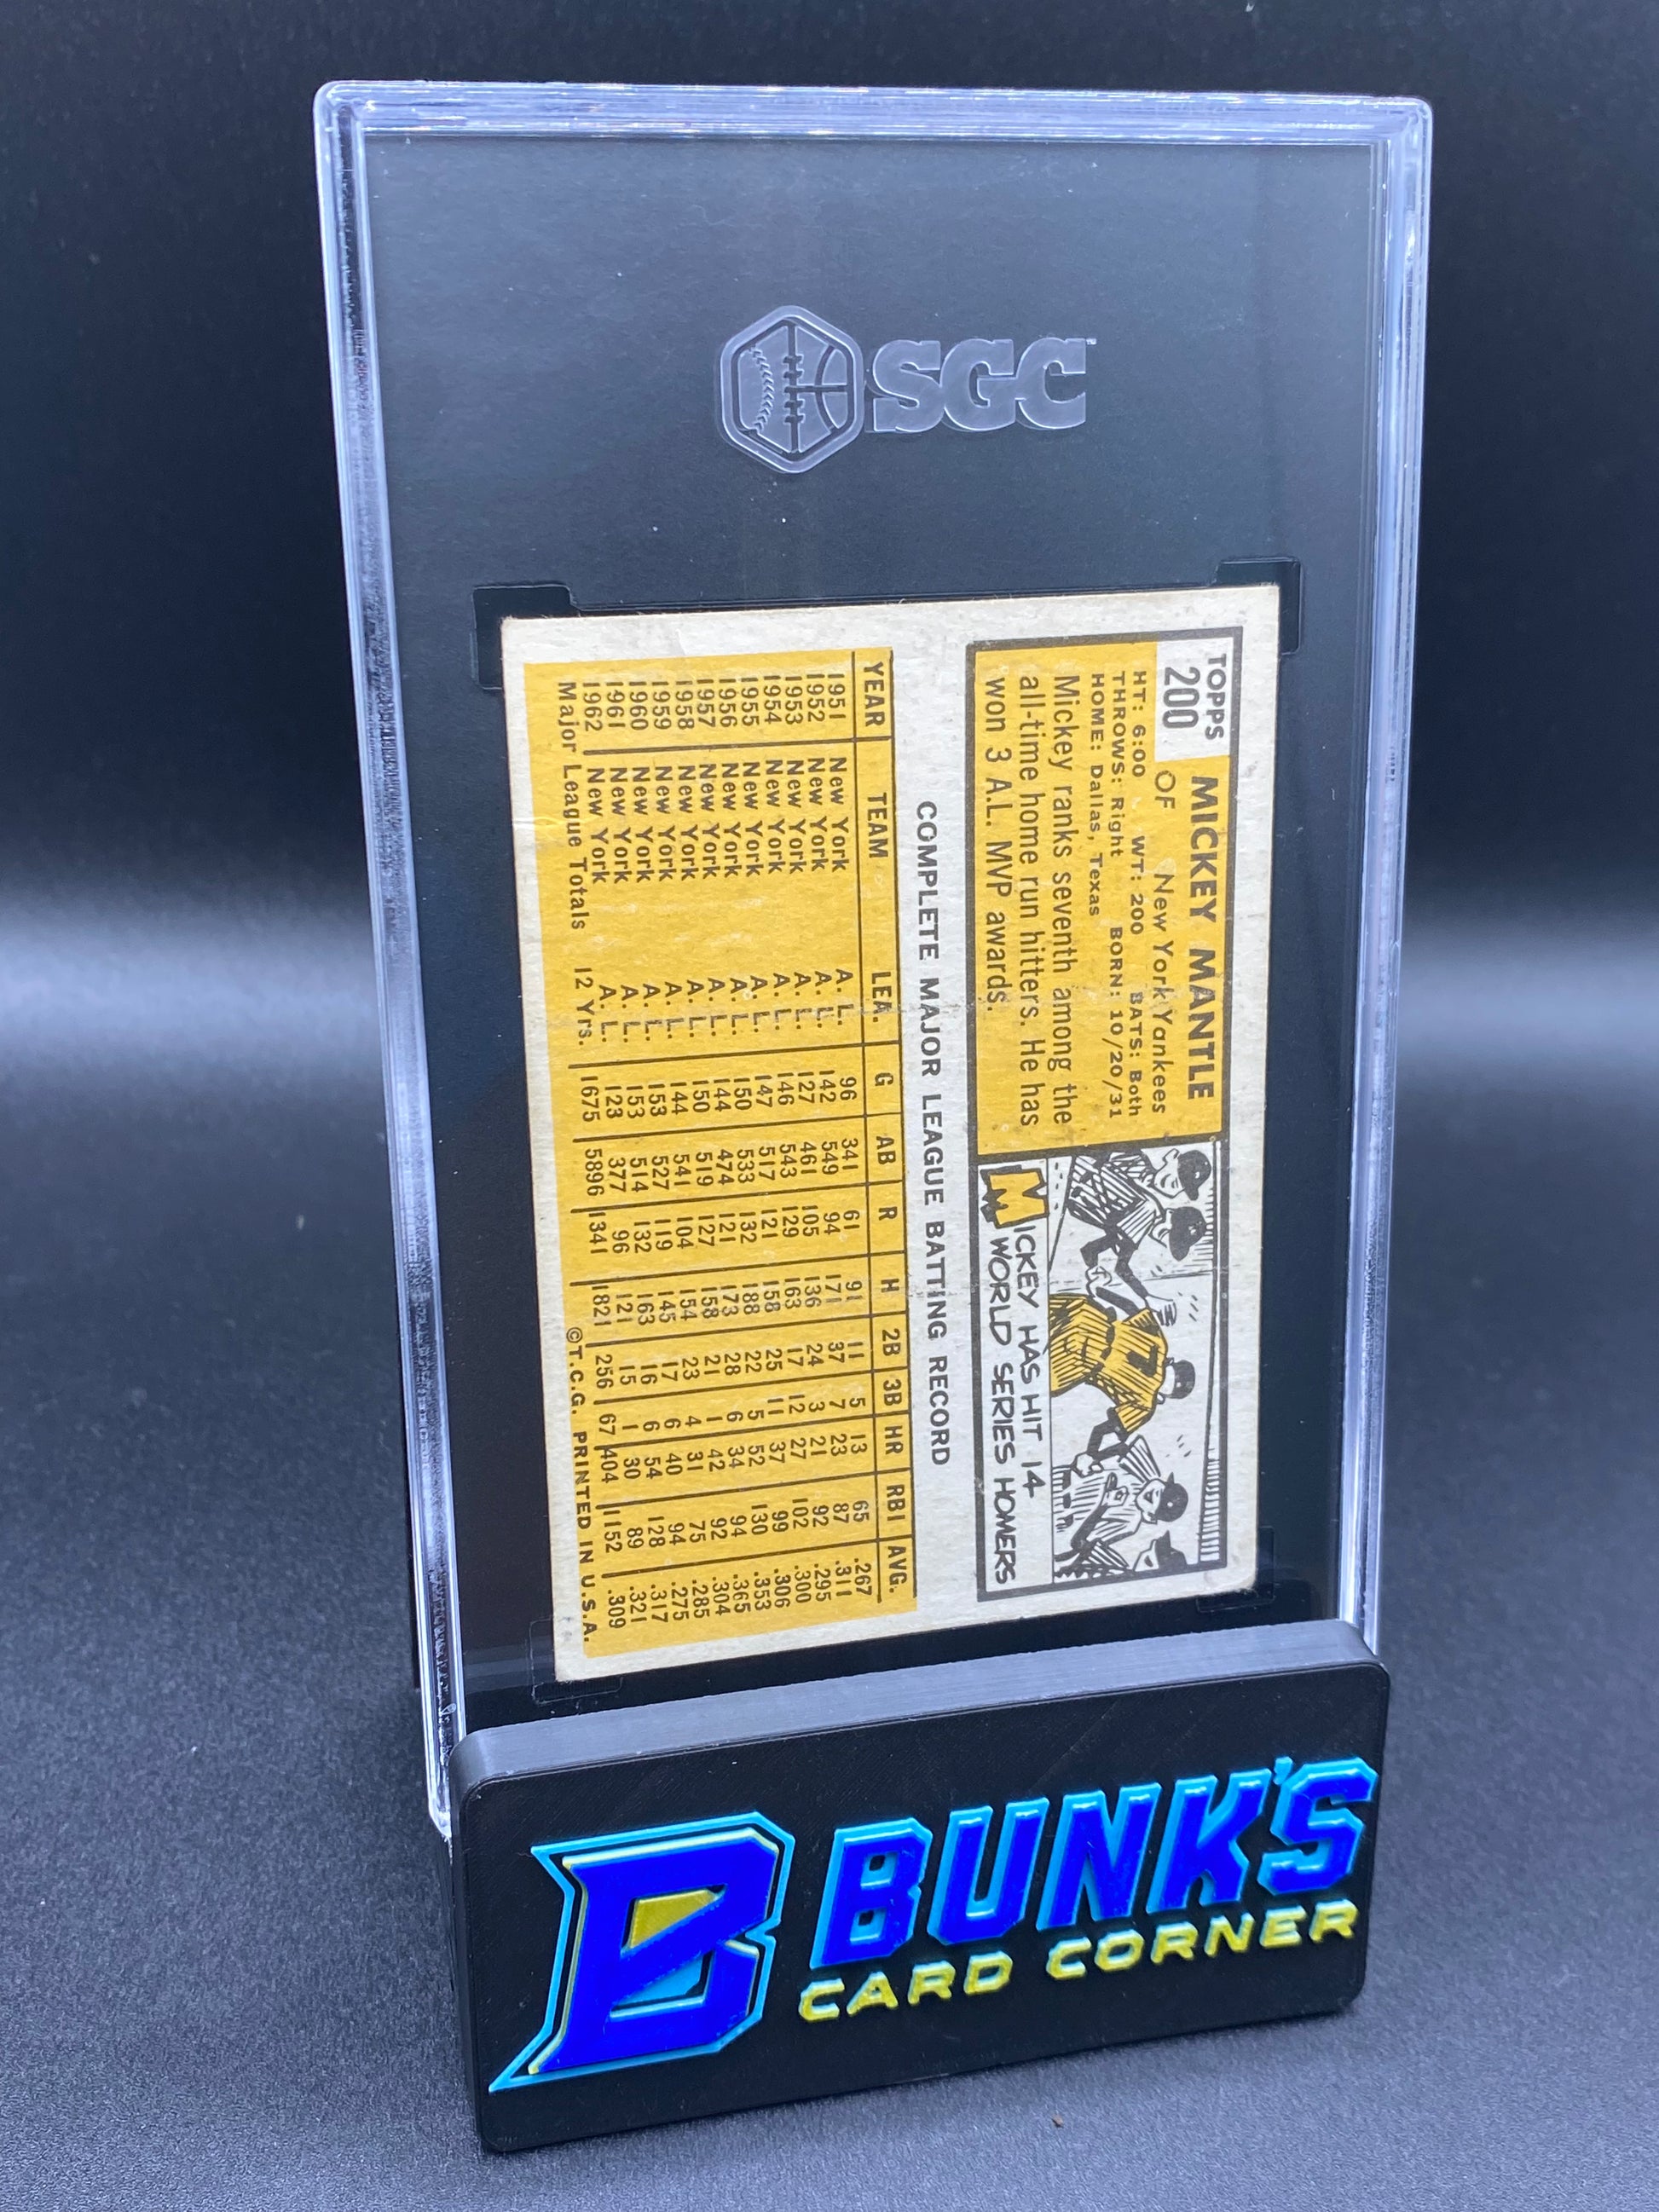 SGC
TOPPS
200
MICKEY MANTLE
OF New York Yankees
HT: 6:00 WT: 200 BATS: Both
THROWS: Right BORN: 10/20/31
HOME: Dallas, Texas
Mickey ranks seventh among the
all-time home run hitters. He has
won 3 A.L. MVP awards.
MICKEY HAS HIT 14
WORLD SERIES HOMERS
7
COMPLETE MAJOR LEAGUE BATTING RECORD
YEAR TEAM LEA. G AB R H 2B 3B HR RBI AVG.
1951 New York A. L. 96 341 61 91 11 5 13 65 .267
1952 New York A. L. 142 549 94 171 37 7 23 87 .311
1953 New York A. L. 127 461 105 136 24 3 21 92 .295
1954 New York A. L. 146 543 129 163 17 12 27 102 .300
1955 New York A. L. 147 517 121 158 25 11 37 99 .306
1956 New York A. L. 150 533 132 188 22 5 52 130 .353
1957 New York A. L. 144 474 121 173 28 6 34 94 .365
1958 New York A. L. 150 519 127 158 21 1 42 92 .304
1959 New York A. L. 144 541 104 154 23 4 31 75 .285
1960 New York A. L. 153 527 119 145 17 6 40 94 .275
1961 New York A. L. 153 514 132 163 16 6 54 128 .317
1962 New York A. L. 123 377 96 121 15 1 30 89 .321
Major League Totals 12 Yrs. 1675 5896 1341 1821 256 67 404 1152 .309
©T.C.G. PRINTED IN U.S.A.
B BUNK'S
CARD CORNER